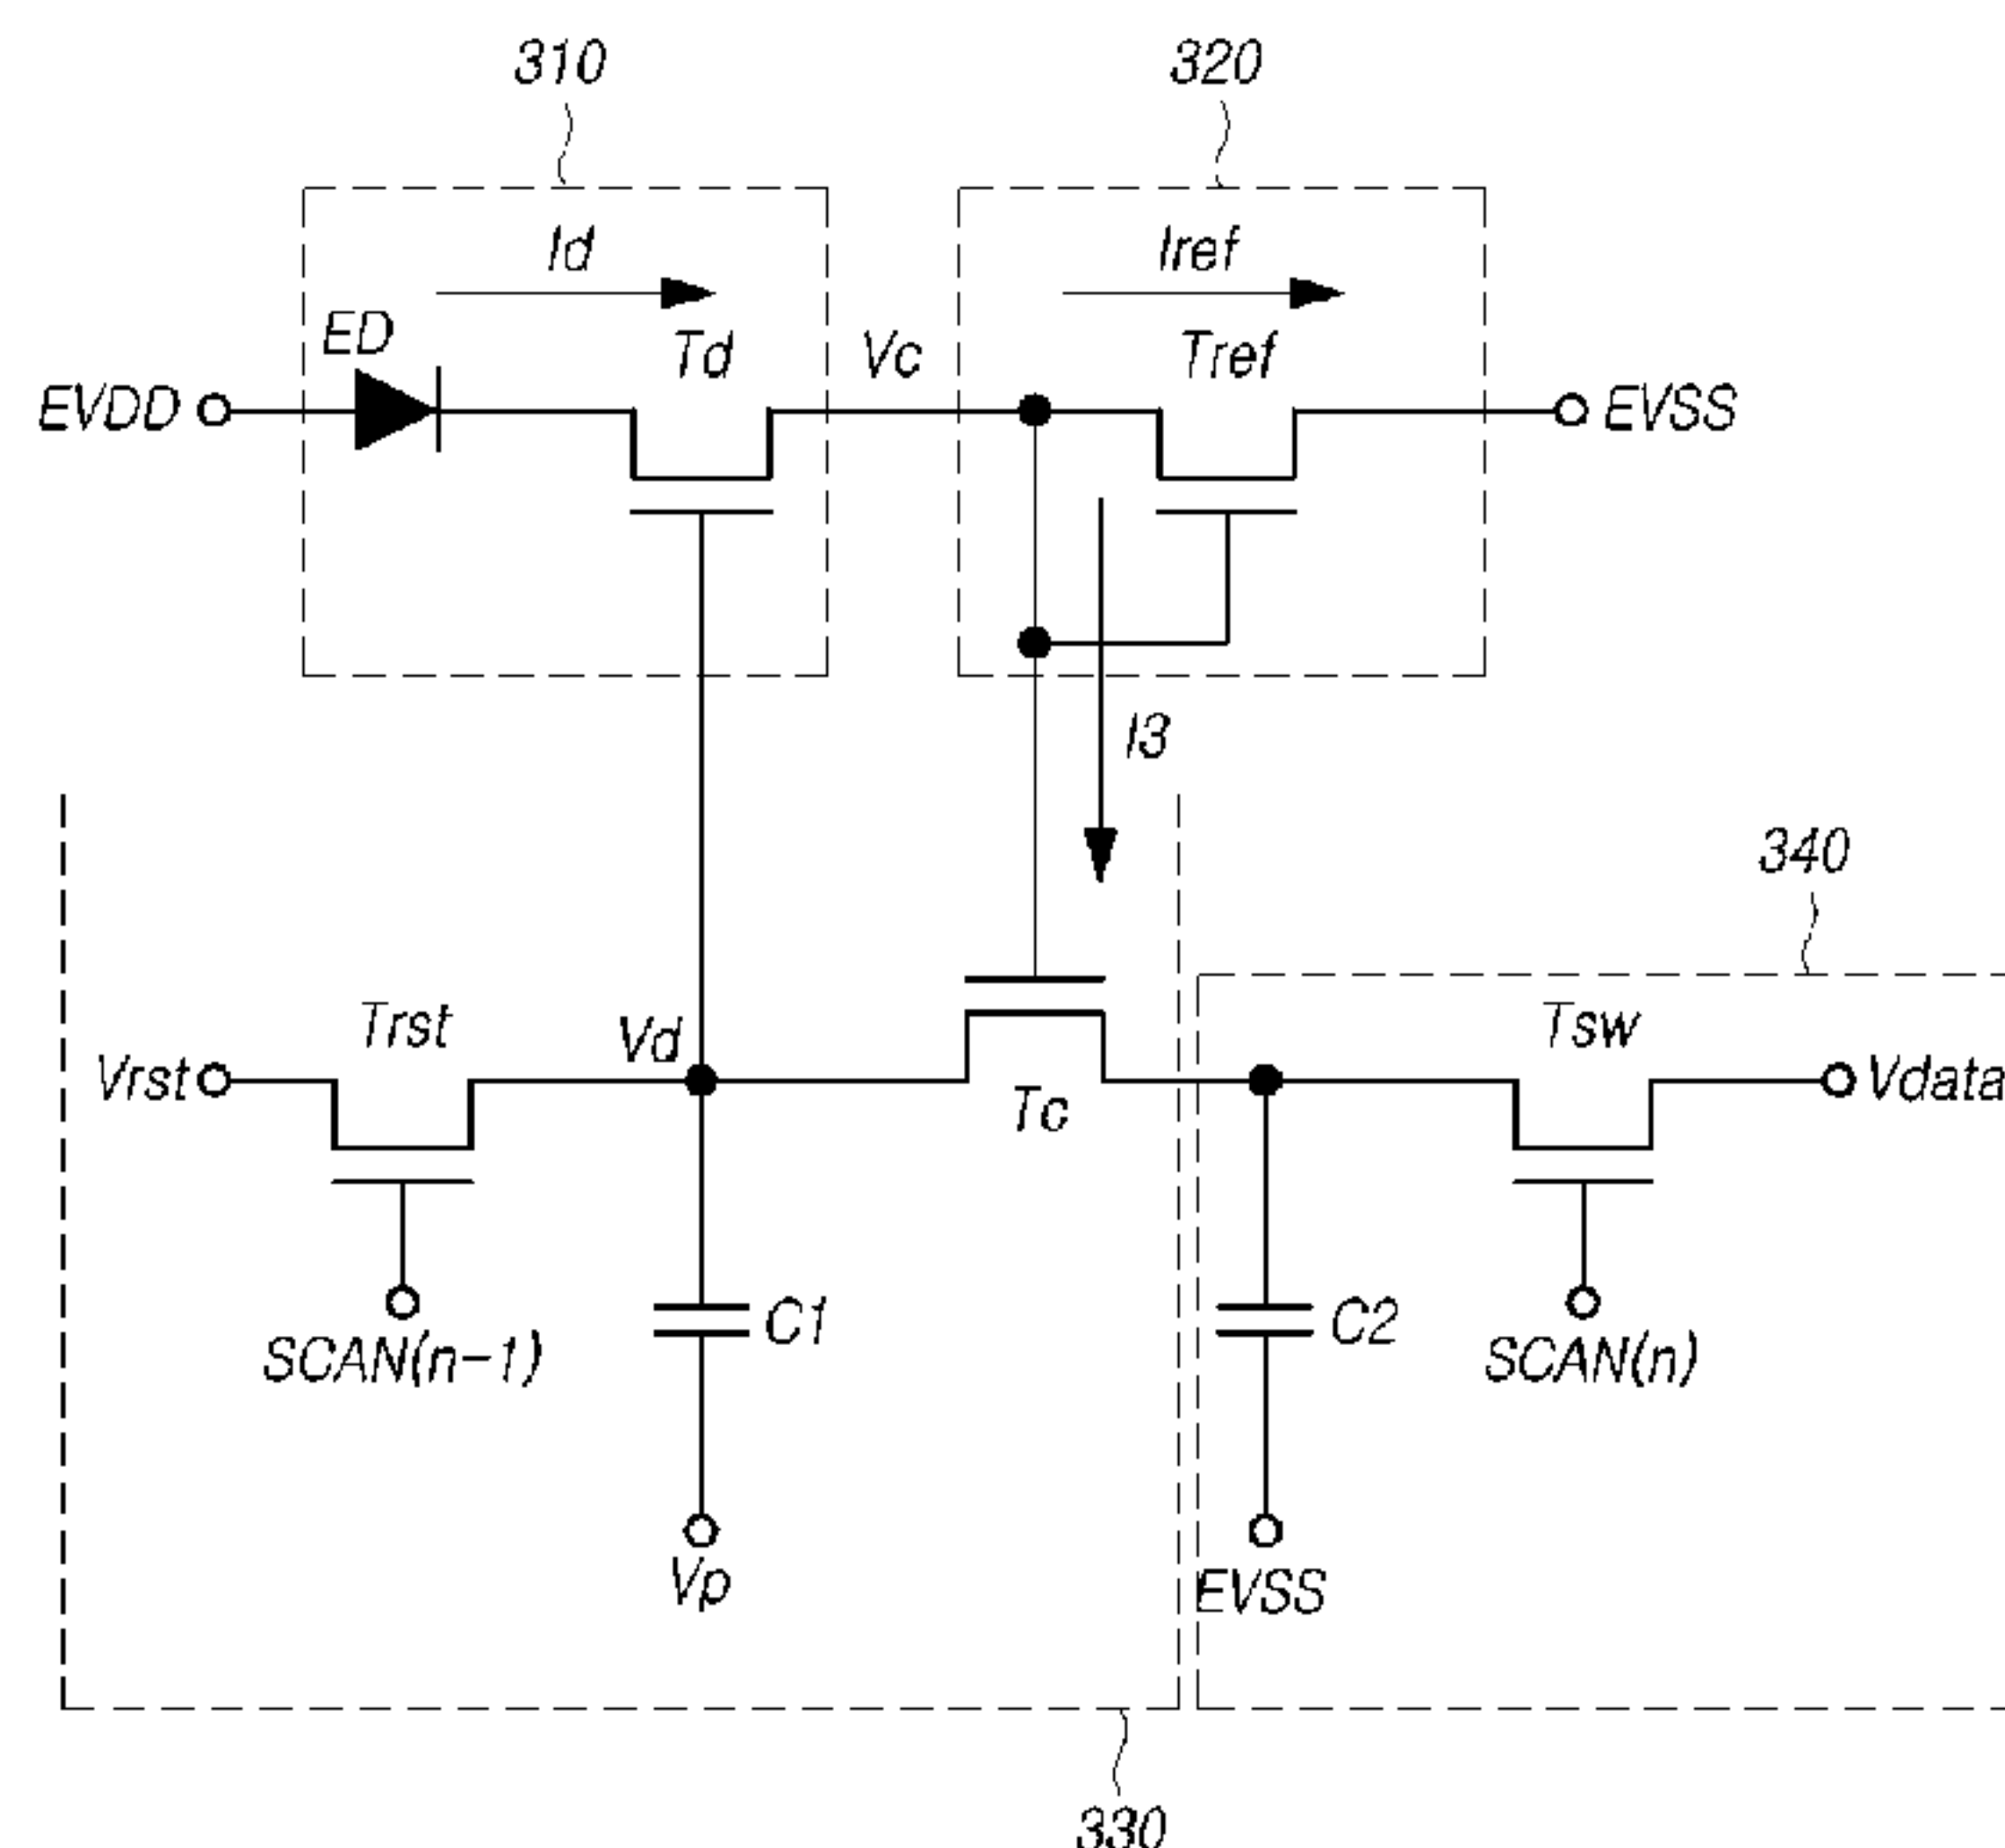 310
320
Id
Iref
ED
Td
Vc
Tref
EVDD
EVSS
I3
340
Trst
Vd
Tsw
Vrst
Tc
Vdata
C1
C2
SCAN(n-1)
SCAN(n)
Vp
EVSS
330